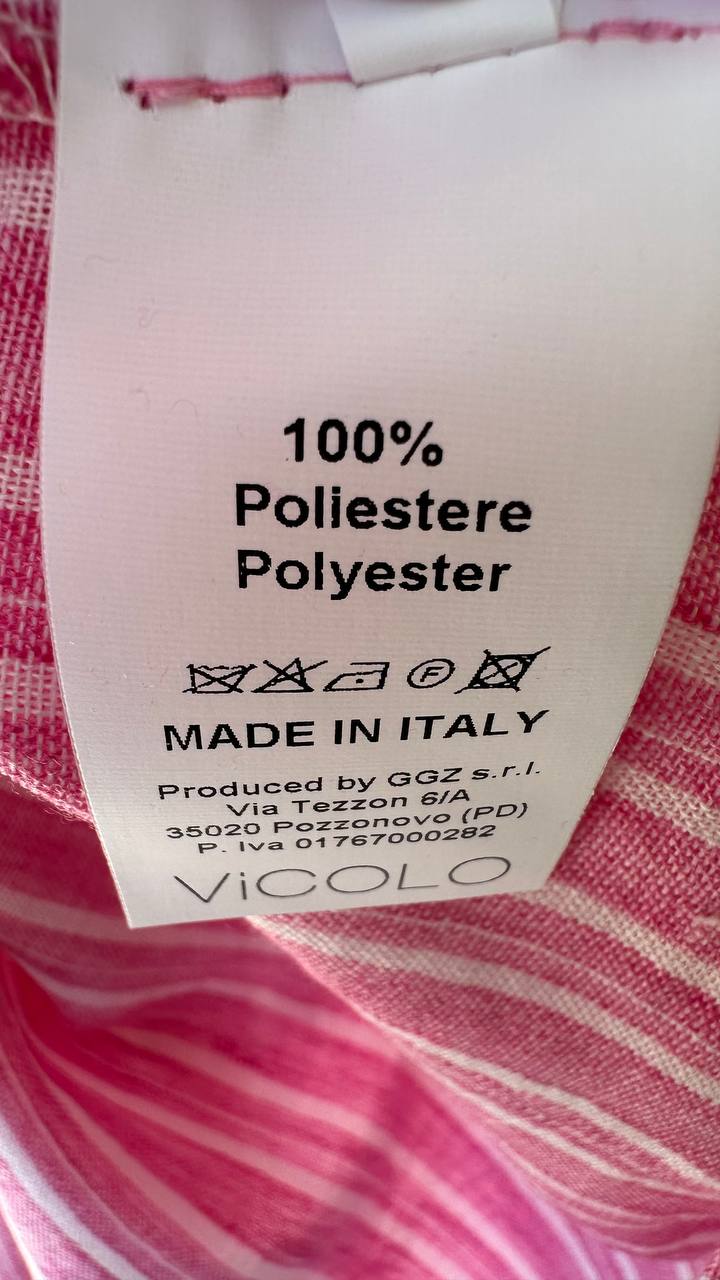 100%
Poliestere
Polyester
F
MADE IN ITALY
Produced by GGZ s.r.l.
Via Tezzon 6/A
35020 Pozzonovo (PD)
P. Iva 01767000282
ViCOLO